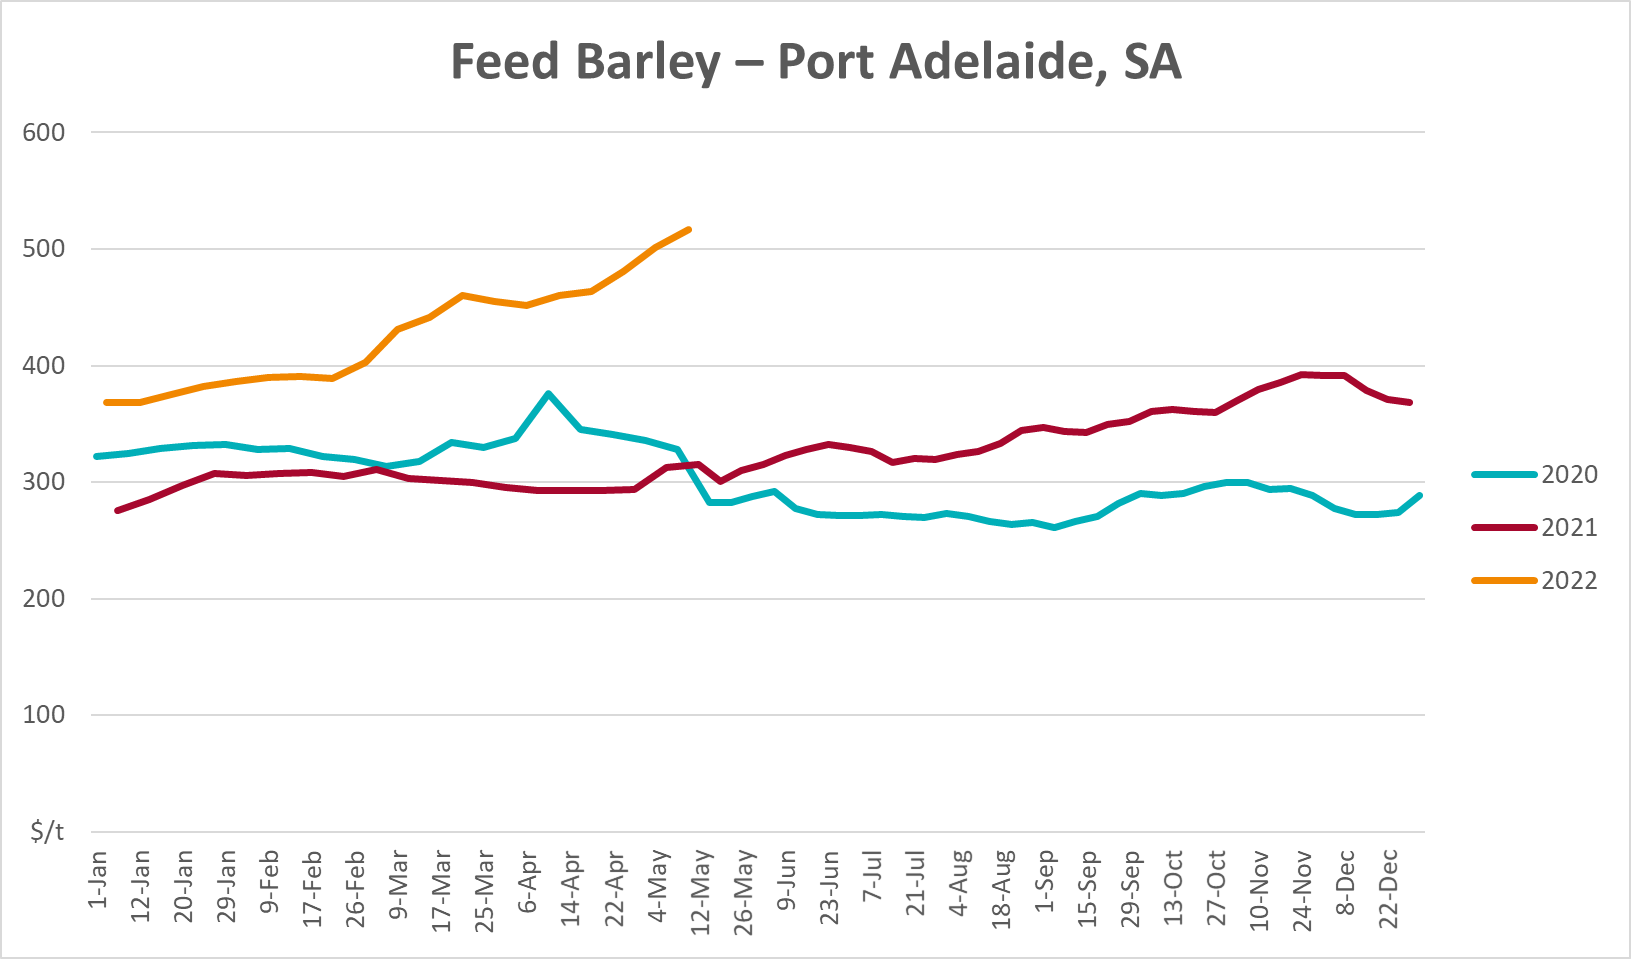 Feed Barley – Port Adelaide, SA
600
500
400
300
200
100
$/t
1-Jan
12-Jan
20-Jan
29-Jan
9-Feb
17-Feb
26-Feb
9-Mar
17-Mar
25-Mar
6-Apr
14-Apr
22-Apr
4-May
12-May
26-May
9-Jun
23-Jun
7-Jul
21-Jul
4-Aug
18-Aug
1-Sep
15-Sep
29-Sep
13-Oct
27-Oct
10-Nov
24-Nov
8-Dec
22-Dec
2020
2021
2022